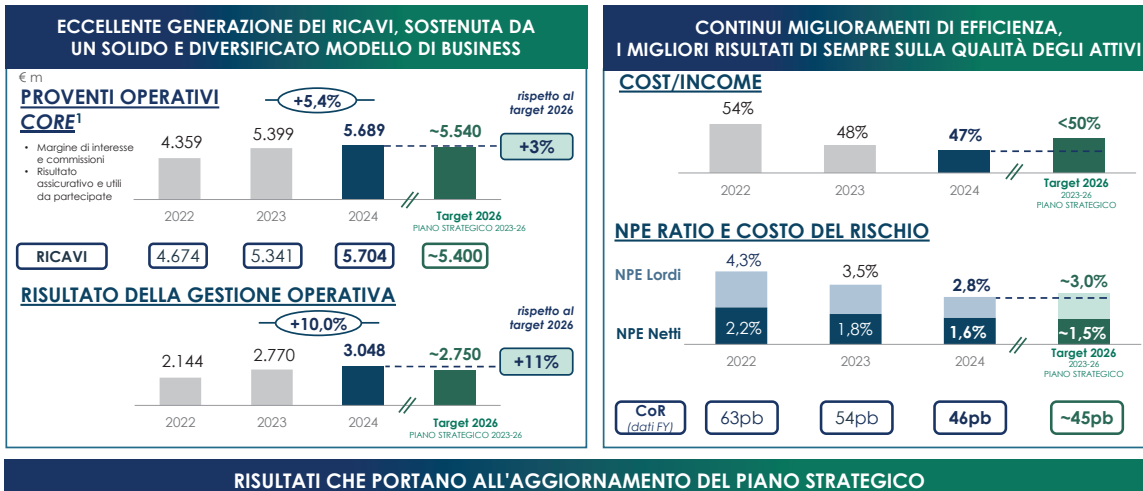 ECCELLENTE GENERAZIONE DEI RICAVI, SOSTENUTA DA
UN SOLIDO E DIVERSIFICATO MODELLO DI BUSINESS
€ m
PROVENTI OPERATIVI
CORE¹
• Margine di interesse
e commissioni
• Risultato
assicurativo e utili
da partecipate
+5,4%
rispetto al
target 2026
4.359
5.399
5.689
~5.540
+3%
2022
2023
2024
Target 2026
PIANO STRATEGICO 2023-26
RICAVI
4.674
5.341
5.704
~5.400
RISULTATO DELLA GESTIONE OPERATIVA
+10,0%
rispetto al
target 2026
2.144
2.770
3.048
~2.750
+11%
2022
2023
2024
Target 2026
PIANO STRATEGICO 2023-26
CONTINUI MIGLIORAMENTI DI EFFICIENZA,
I MIGLIORI RISULTATI DI SEMPRE SULLA QUALITÀ DEGLI ATTIVI
COST/INCOME
54%
48%
47%
<50%
2022
2023
2024
Target 2026
2023-26
PIANO STRATEGICO
NPE RATIO E COSTO DEL RISCHIO
NPE Lordi
4,3%
3,5%
2,8%
~3,0%
NPE Netti
2,2%
1,8%
1,6%
~1,5%
2022
2023
2024
Target 2026
2023-26
PIANO STRATEGICO
CoR
(dati FY)
63pb
54pb
46pb
~45pb
RISULTATI CHE PORTANO ALL'AGGIORNAMENTO DEL PIANO STRATEGICO